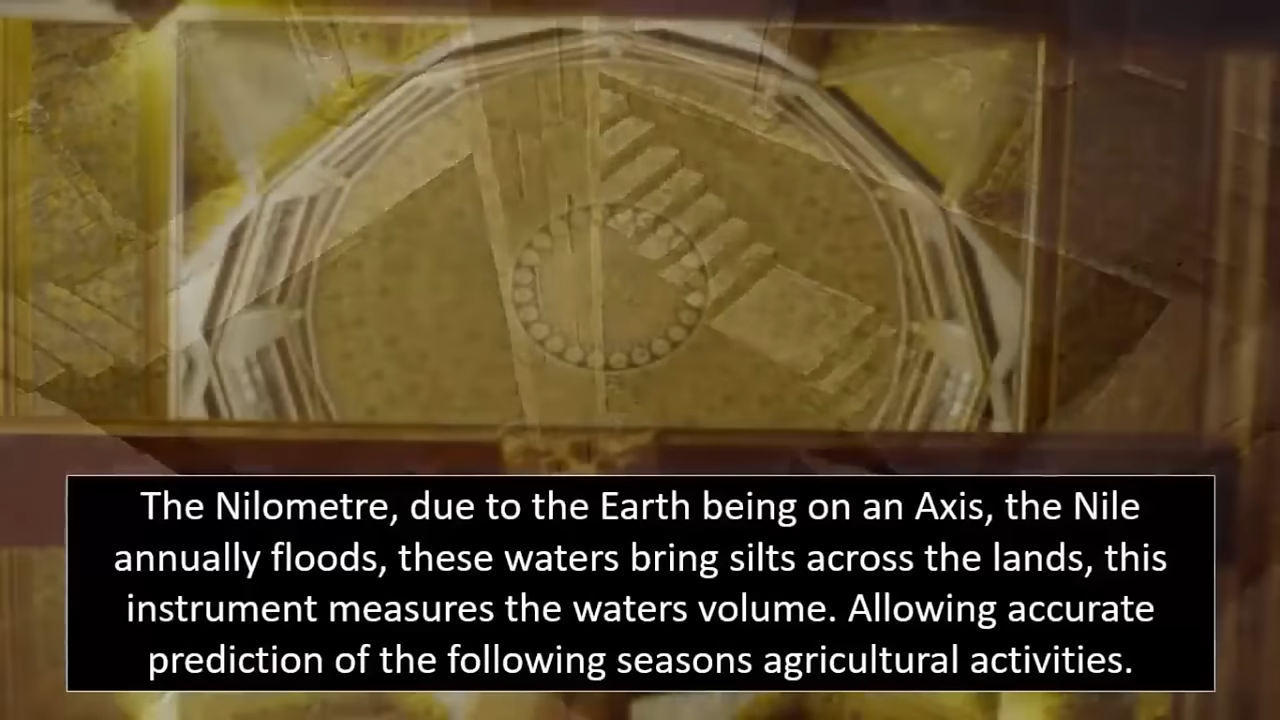 The Nilometre, due to the Earth being on an Axis, the Nile
annually floods, these waters bring silts across the lands, this
instrument measures the waters volume. Allowing accurate
prediction of the following seasons agricultural activities.